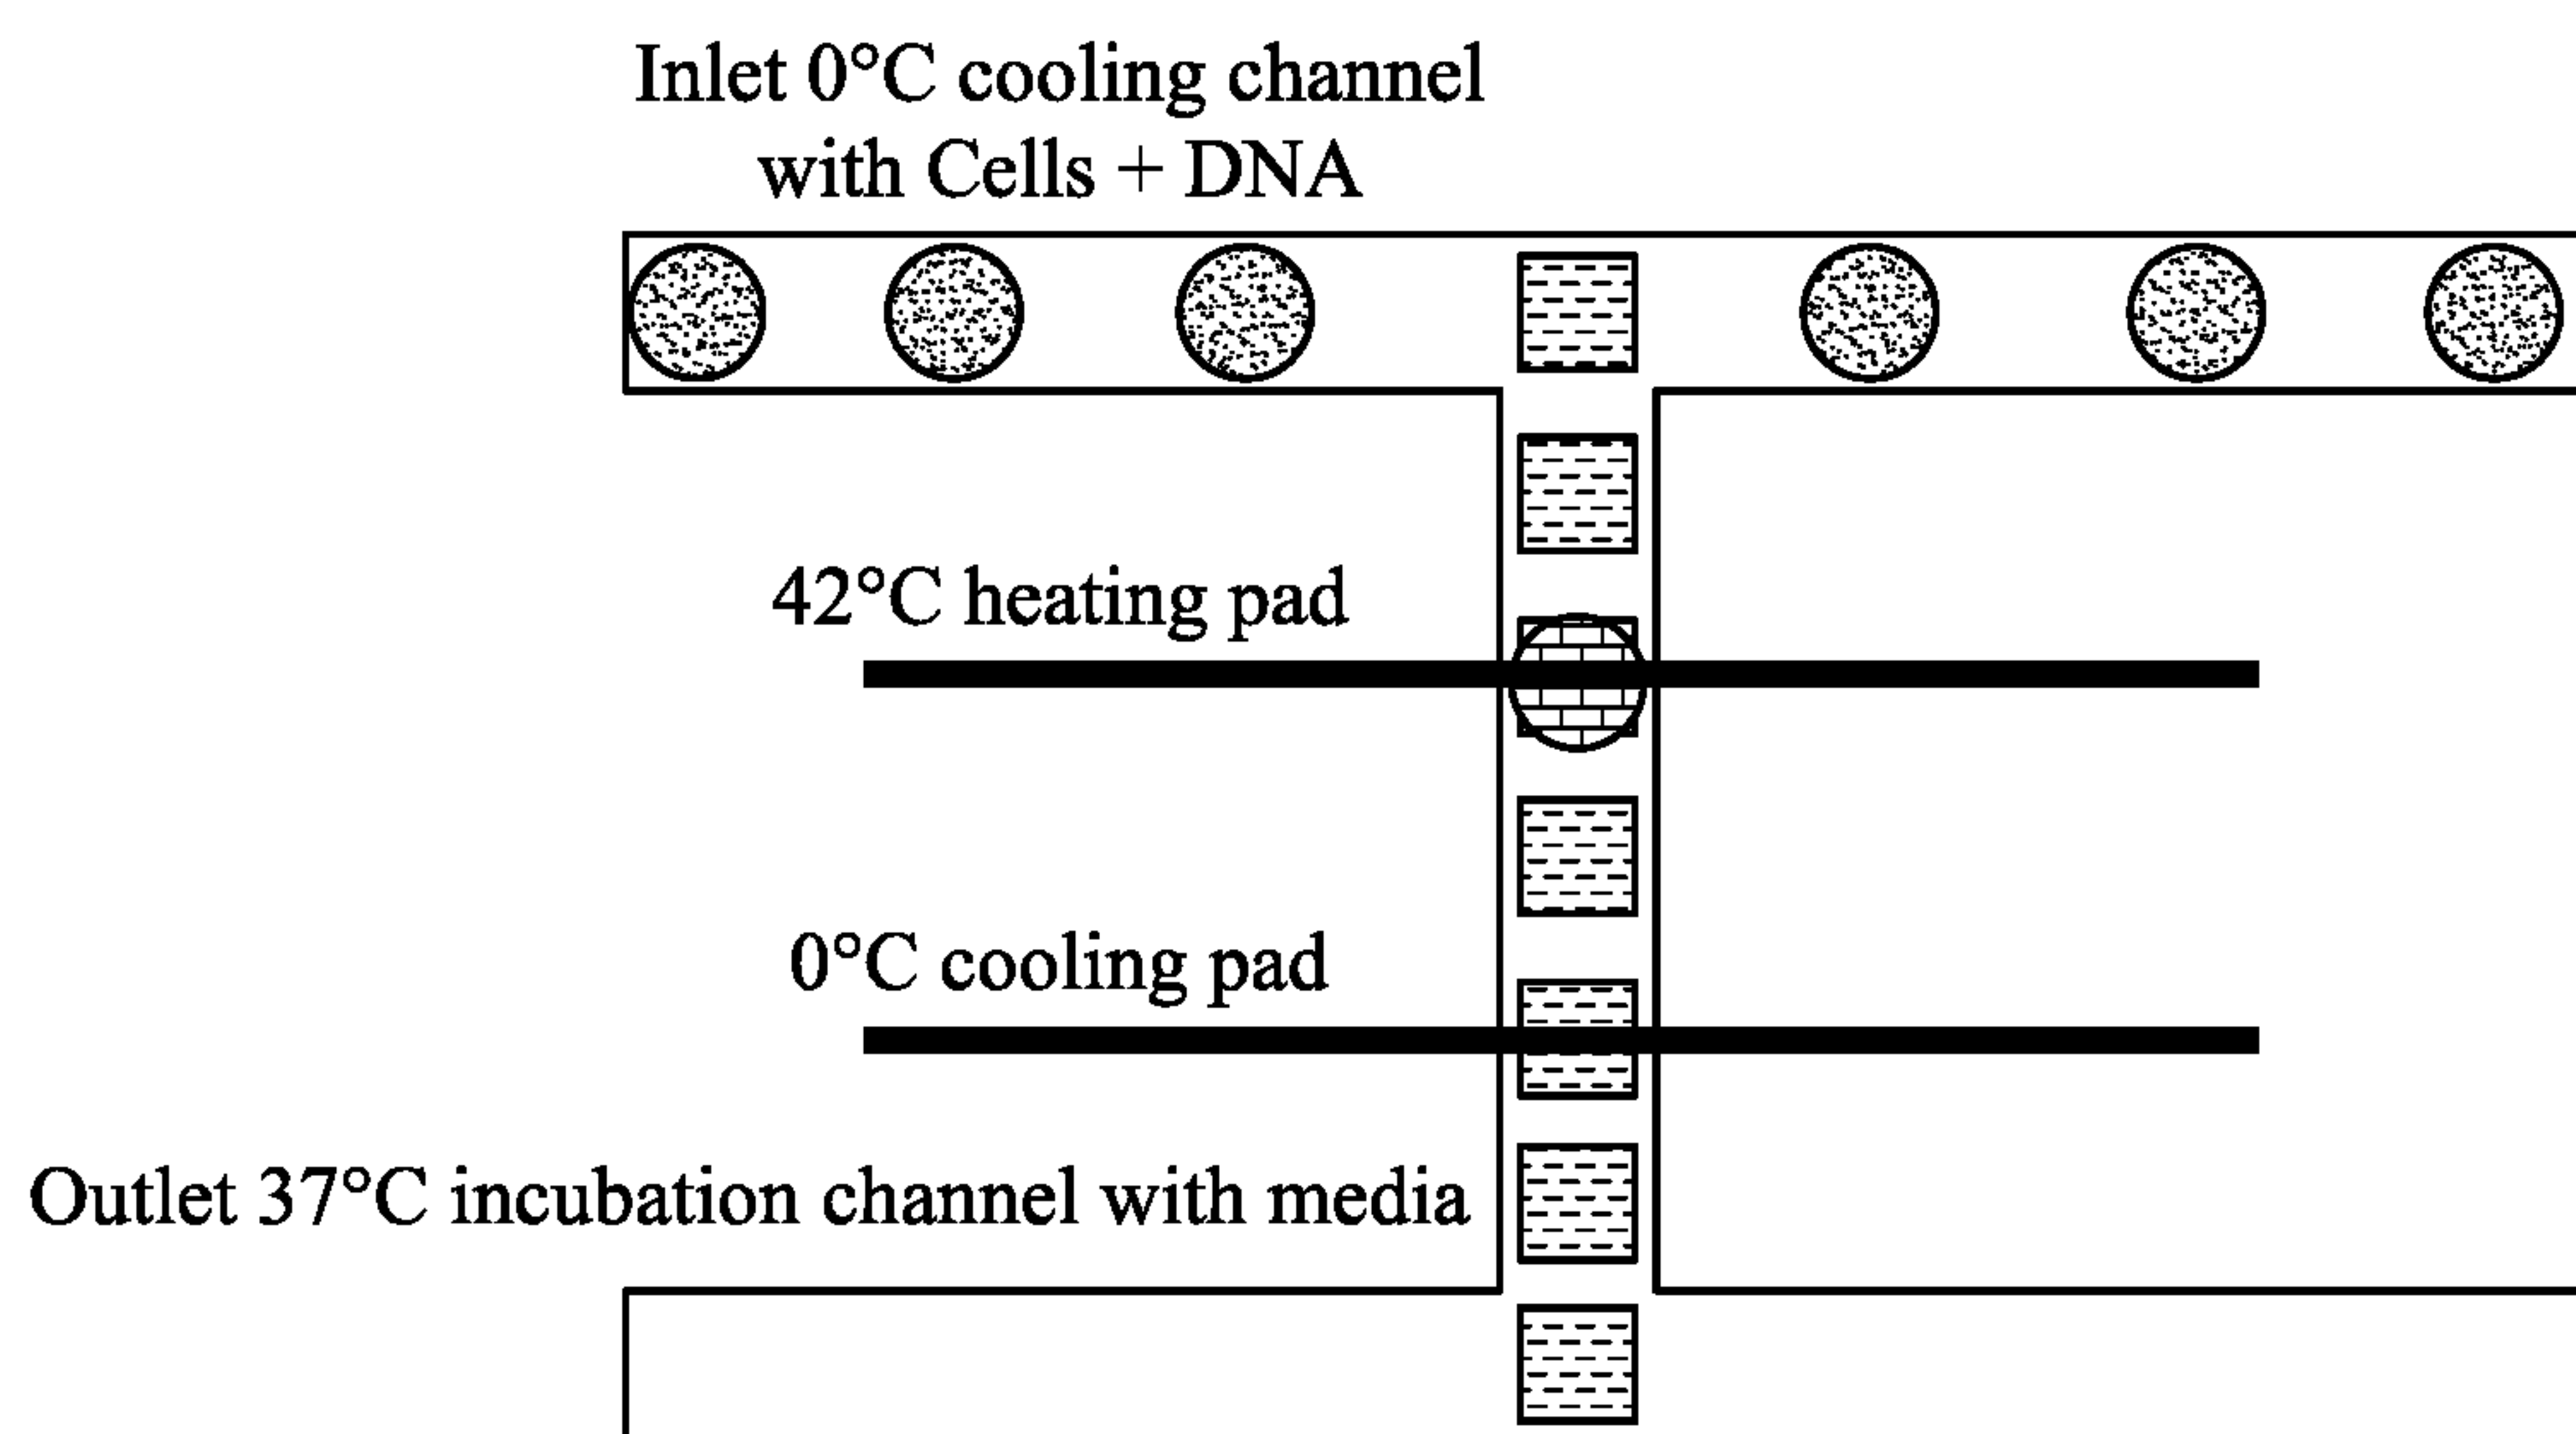 Inlet 0°C cooling channel
with Cells + DNA
42°C heating pad
0°C cooling pad
Outlet 37°C incubation channel with media